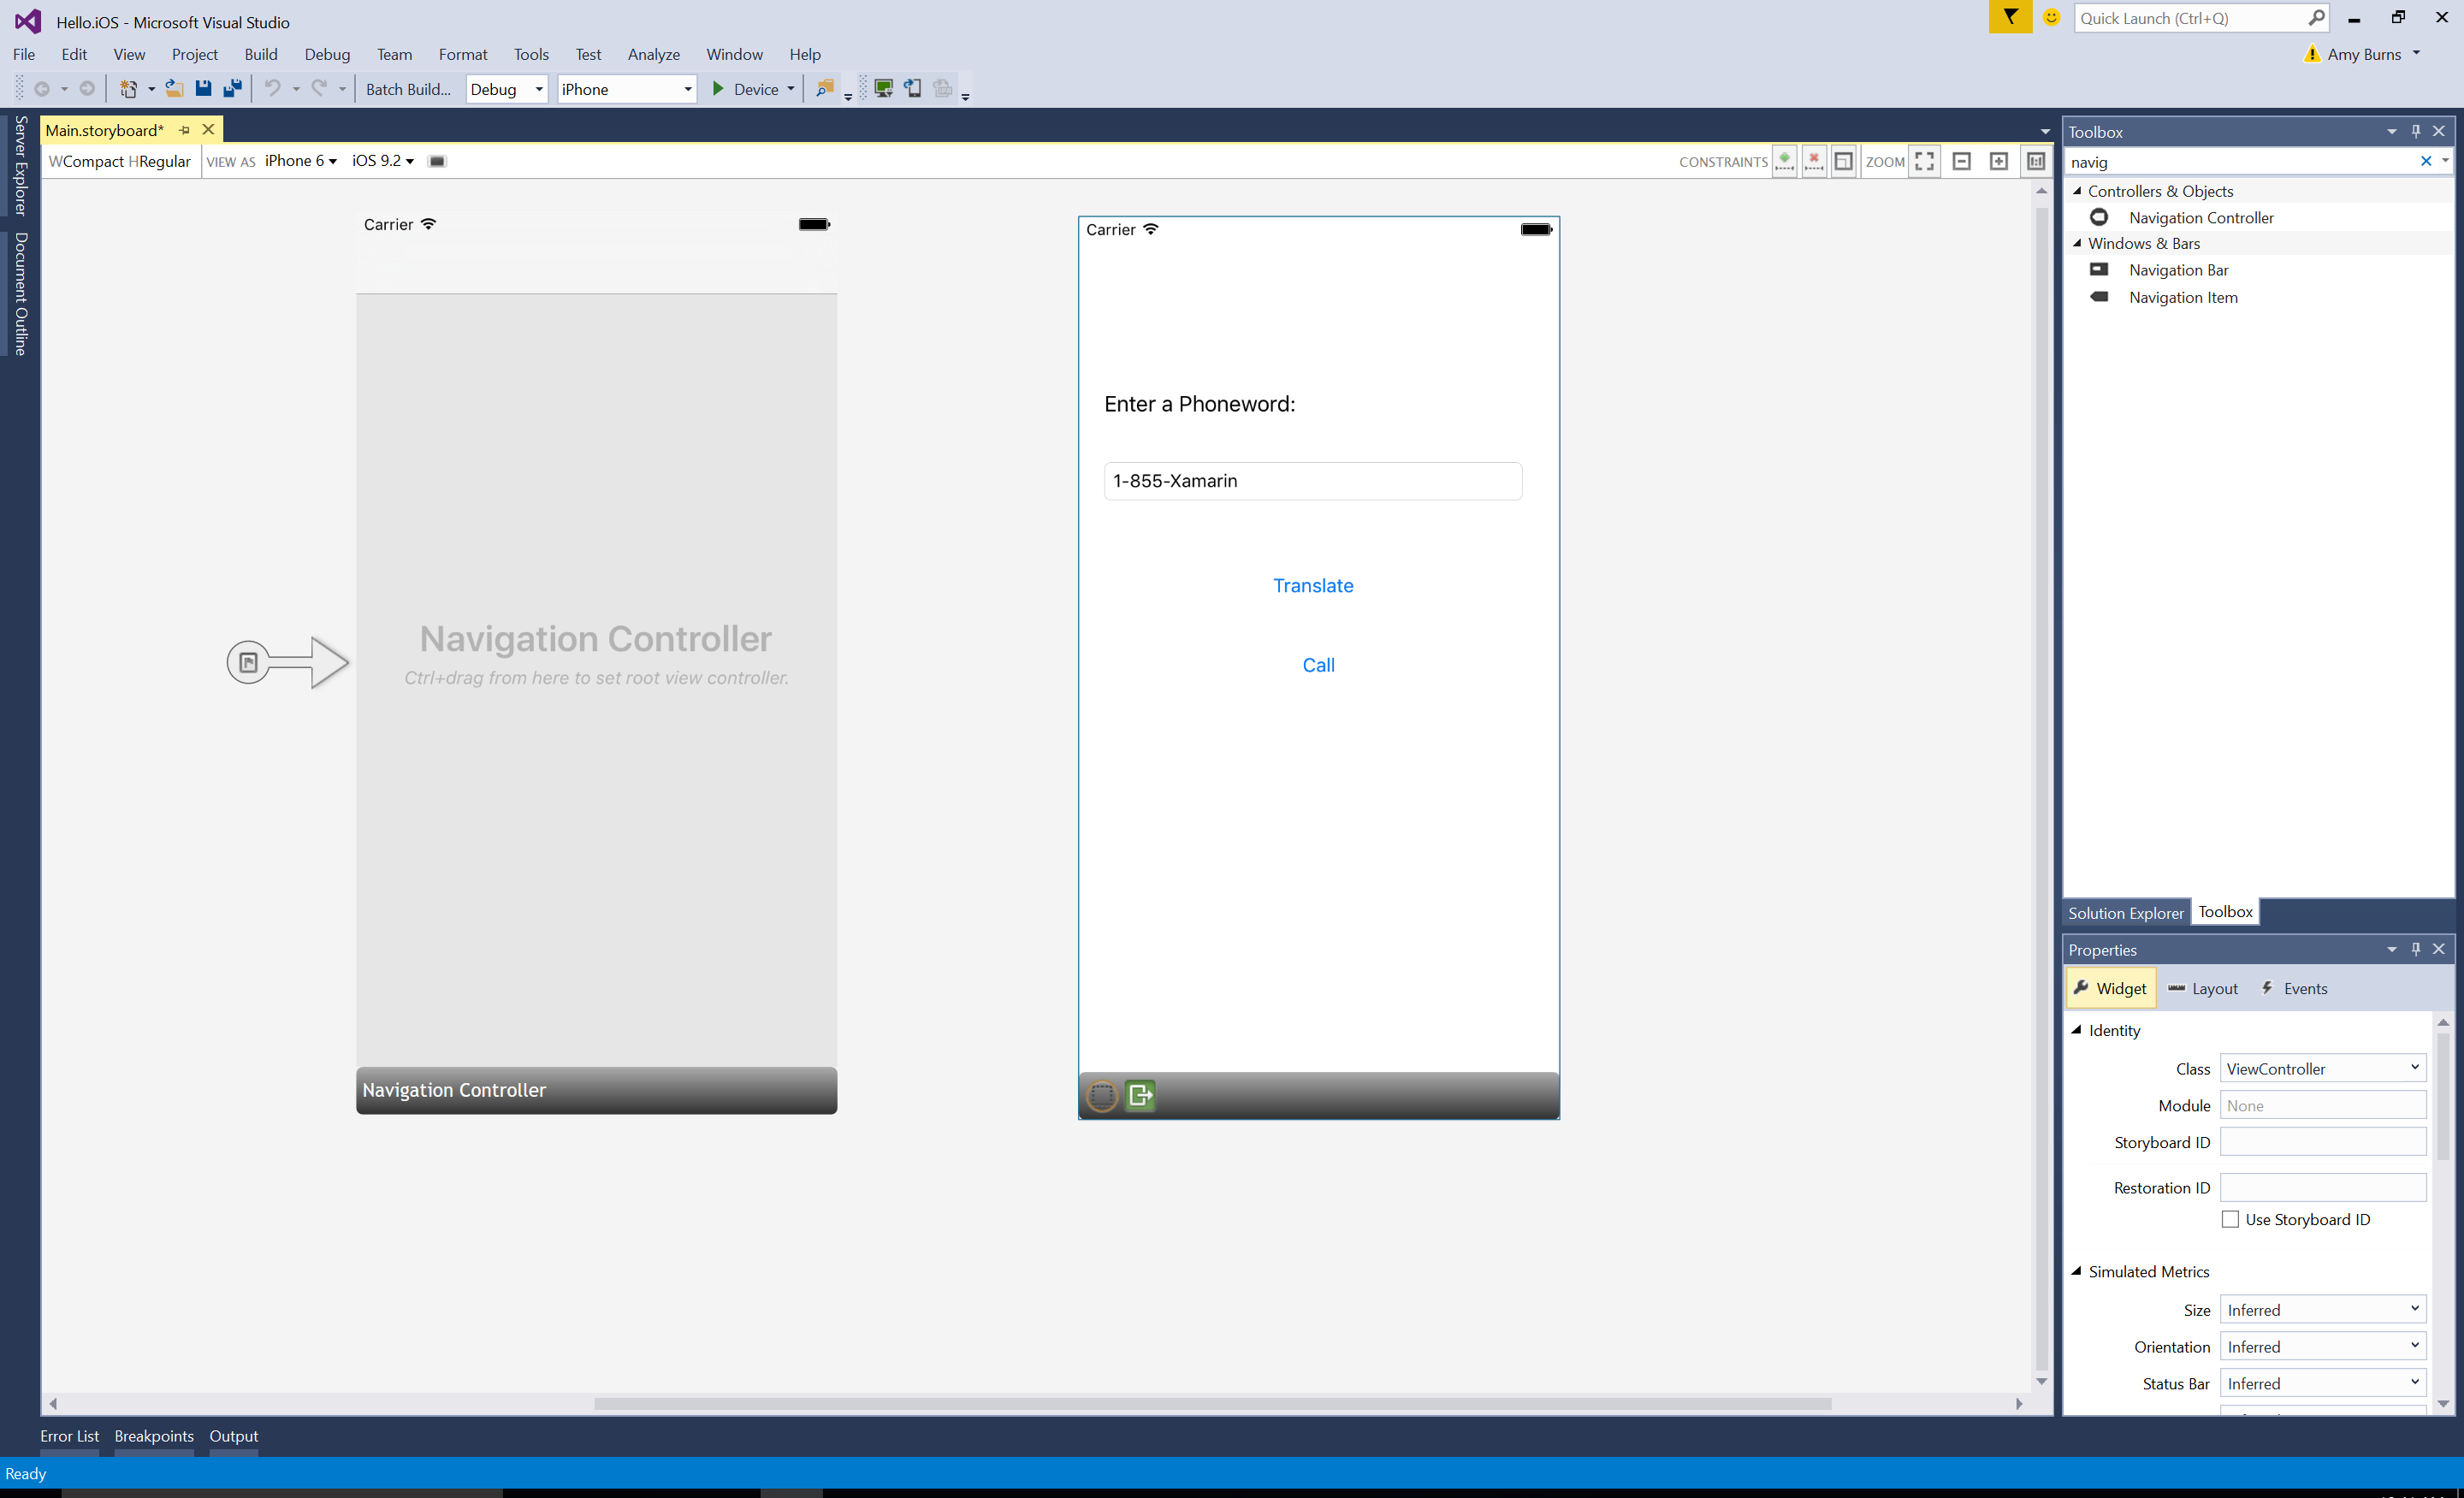 Hello.iOS - Microsoft Visual Studio
Quick Launch (Ctrl+Q)
File Edit View Project Build Debug Team Format Tools Test Analyze Window Help
Amy Burns
Batch Build... Debug iPhone Device
Server Explorer
Document Outline
Main.storyboard*
WCompact HRegular VIEW AS iPhone 6 iOS 9.2
CONSTRAINTS ZOOM
Carrier
Navigation Controller
Ctrl+drag from here to set root view controller.
Navigation Controller
Carrier
Enter a Phoneword:
1-855-Xamarin
Translate
Call
Toolbox
navig
Controllers & Objects
Navigation Controller
Windows & Bars
Navigation Bar
Navigation Item
Solution Explorer Toolbox
Properties
Widget Layout Events
Identity
Class ViewController
Module None
Storyboard ID
Restoration ID
Use Storyboard ID
Simulated Metrics
Size Inferred
Orientation Inferred
Status Bar Inferred
Error List Breakpoints Output
Ready